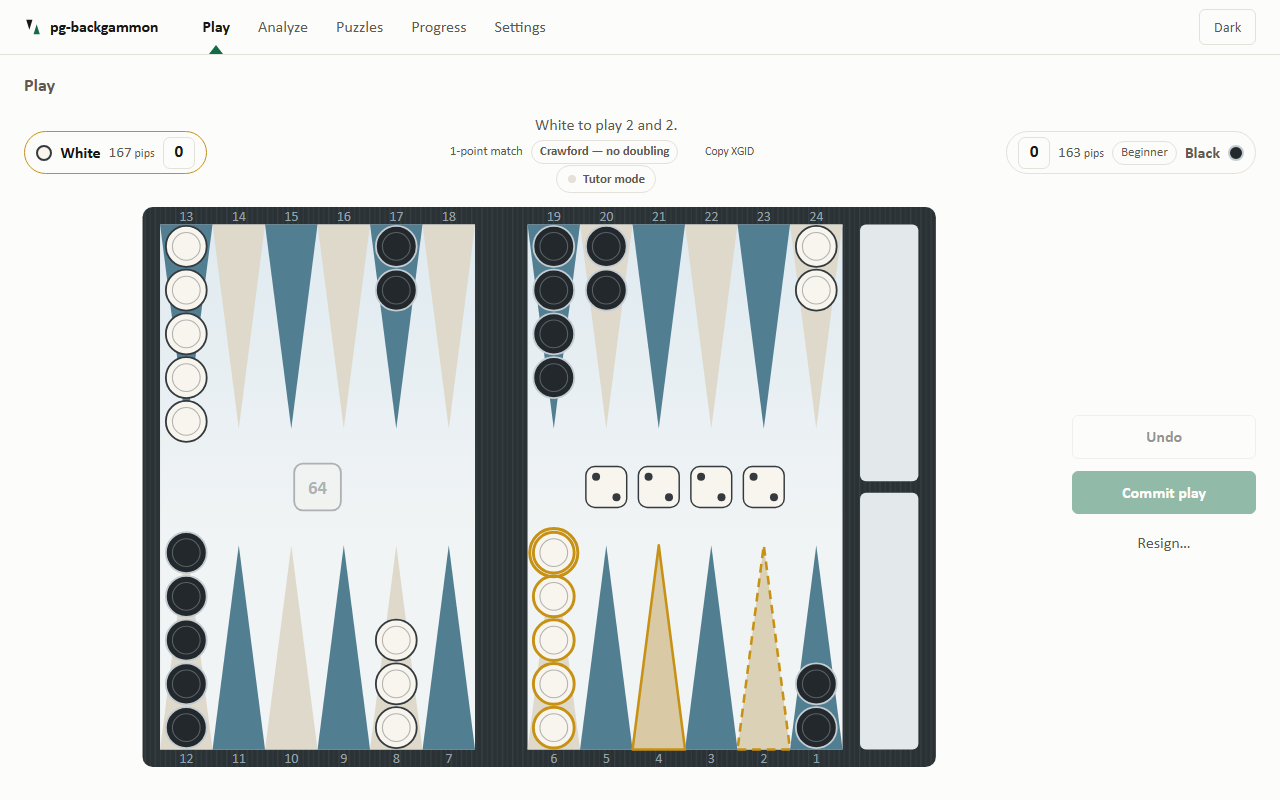 pg-backgammon Play Analyze Puzzles Progress Settings Dark
Play
White to play 2 and 2.
White 167 pips 0
1-point match Crawford — no doubling Copy XGID
0 163 pips Beginner Black
Tutor mode
13 14 15 16 17 18 19 20 21 22 23 24
64
Undo
Commit play
Resign...
12 11 10 9 8 7 6 5 4 3 2 1